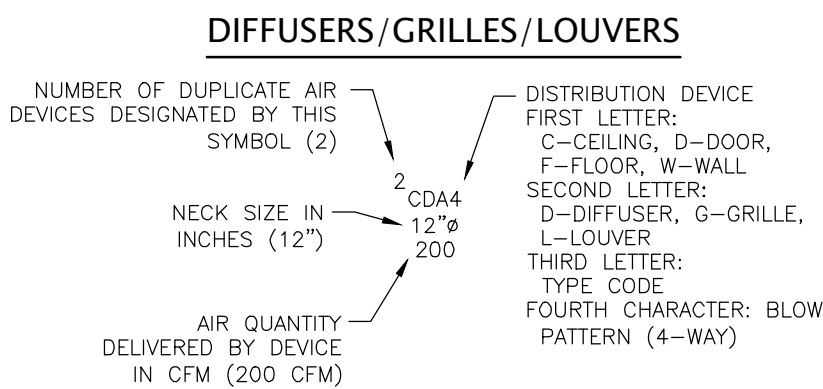 DIFFUSERS/GRILLES/LOUVERS
NUMBER OF DUPLICATE AIR
DEVICES DESIGNATED BY THIS
SYMBOL (2)
NECK SIZE IN
INCHES (12")
AIR QUANTITY
DELIVERED BY DEVICE
IN CFM (200 CFM)
2
CDA4
12"ø
200
DISTRIBUTION DEVICE
FIRST LETTER:
C-CEILING, D-DOOR,
F-FLOOR, W-WALL
SECOND LETTER:
D-DIFFUSER, G-GRILLE,
L-LOUVER
THIRD LETTER:
TYPE CODE
FOURTH CHARACTER: BLOW
PATTERN (4-WAY)